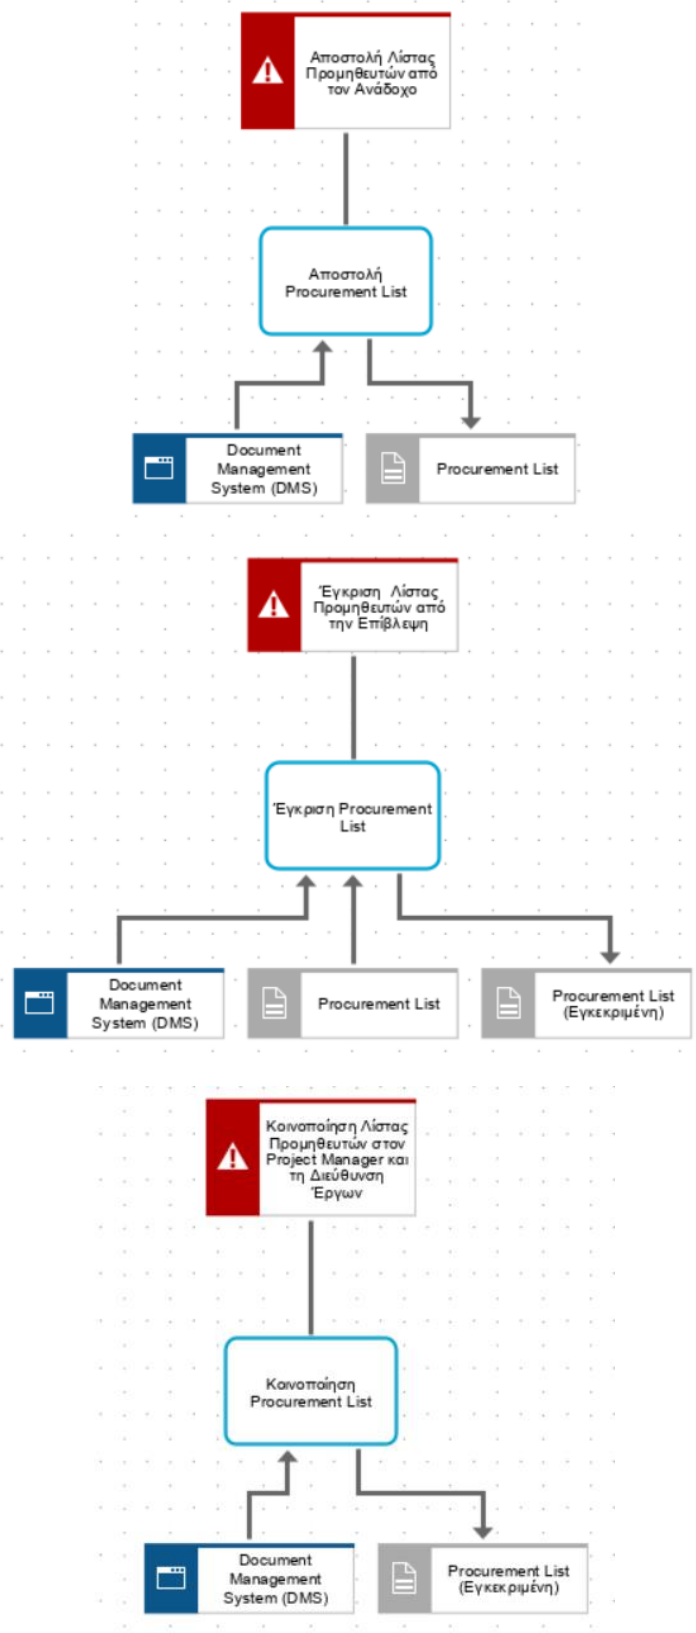 Αποστολή Λίστας
Προμηθευτών από
τον Ανάδοχο
Αποστολή
Procurement List
Document
Management
System (DMS)
Procurement List
Έγκριση Λίστας
Προμηθευτών από
την Επίβλεψη
Έγκριση Procurement
List
Document
Management
System (DMS)
Procurement List
Procurement List
(Εγκεκριμένη)
Κοινοποίηση Λίστας
Προμηθευτών στον
Project Manager και
τη Διεύθυνση
Έργων
Κοινοποίηση
Procurement List
Document
Management
System (DMS)
Procurement List
(Εγκεκριμένη)